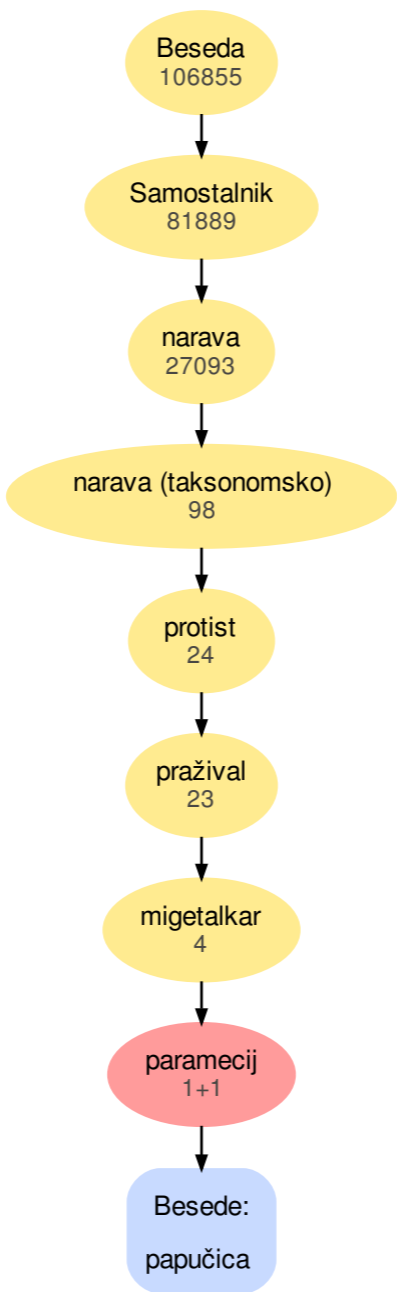 Beseda
106855
Samostalnik
81889
narava
27093
narava (taksonomsko)
98
protist
24
pražival
23
migetalkar
4
paramecij
1+1
Besede:
papučica